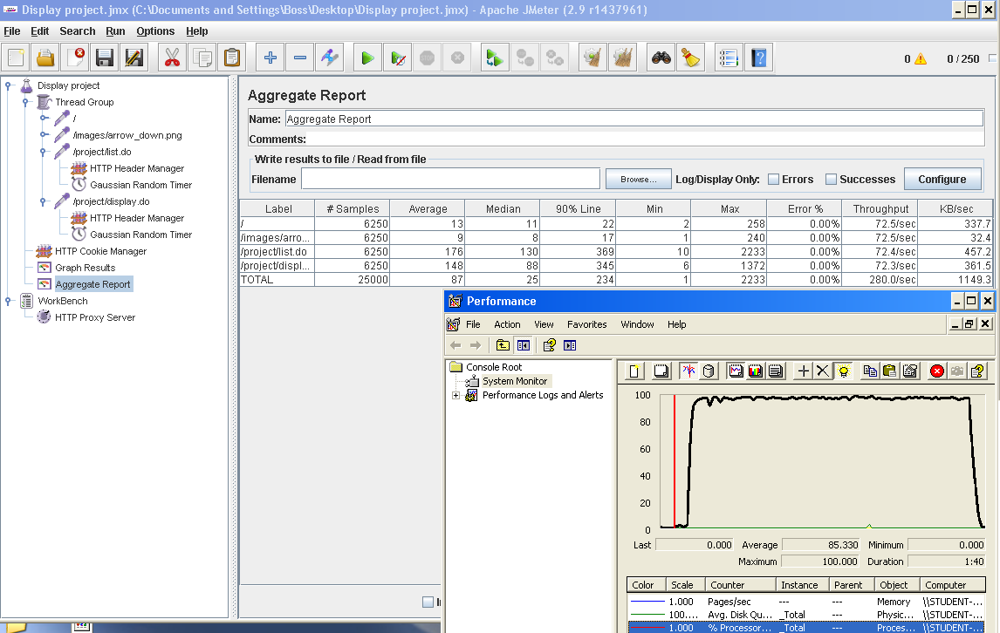 Display project.jmx (C:\Documents and Settings\Boss\Desktop\Display project.jmx) - Apache JMeter (2.9 r1437961)
File Edit Search Run Options Help
0 0 / 250
Display project
Thread Group
/
/images/arrow_down.png
/project/list.do
HTTP Header Manager
Gaussian Random Timer
/project/display.do
HTTP Header Manager
Gaussian Random Timer
HTTP Cookie Manager
Graph Results
Aggregate Report
WorkBench
HTTP Proxy Server
Aggregate Report
Name: Aggregate Report
Comments:
Write results to file / Read from file
Filename Browse... Log/Display Only: Errors Successes Configure
Label # Samples Average Median 90% Line Min Max Error % Throughput KB/sec
/ 6250 13 11 22 2 258 0.00% 72.5/sec 337.7
/images/arro... 6250 9 8 17 1 240 0.00% 72.5/sec 32.4
/project/list.do 6250 176 130 369 10 2233 0.00% 72.4/sec 457.2
/project/displ... 6250 148 88 345 6 1372 0.00% 72.3/sec 361.5
TOTAL 25000 87 25 234 1 2233 0.00% 280.0/sec 1149.3
Performance
File Action View Favorites Window Help
Console Root
System Monitor
Performance Logs and Alerts
100
80
60
40
20
0
Last 0.000 Average 85.330 Minimum 0.000
Maximum 100.000 Duration 1:40
Color Scale Counter Instance Parent Object Computer
1.000 Pages/sec --- --- Memory \\STUDENT-...
100.... Avg. Disk Qu... _Total --- Physic... \\STUDENT-...
1.000 % Processor... _Total --- Proces... \\STUDENT-...